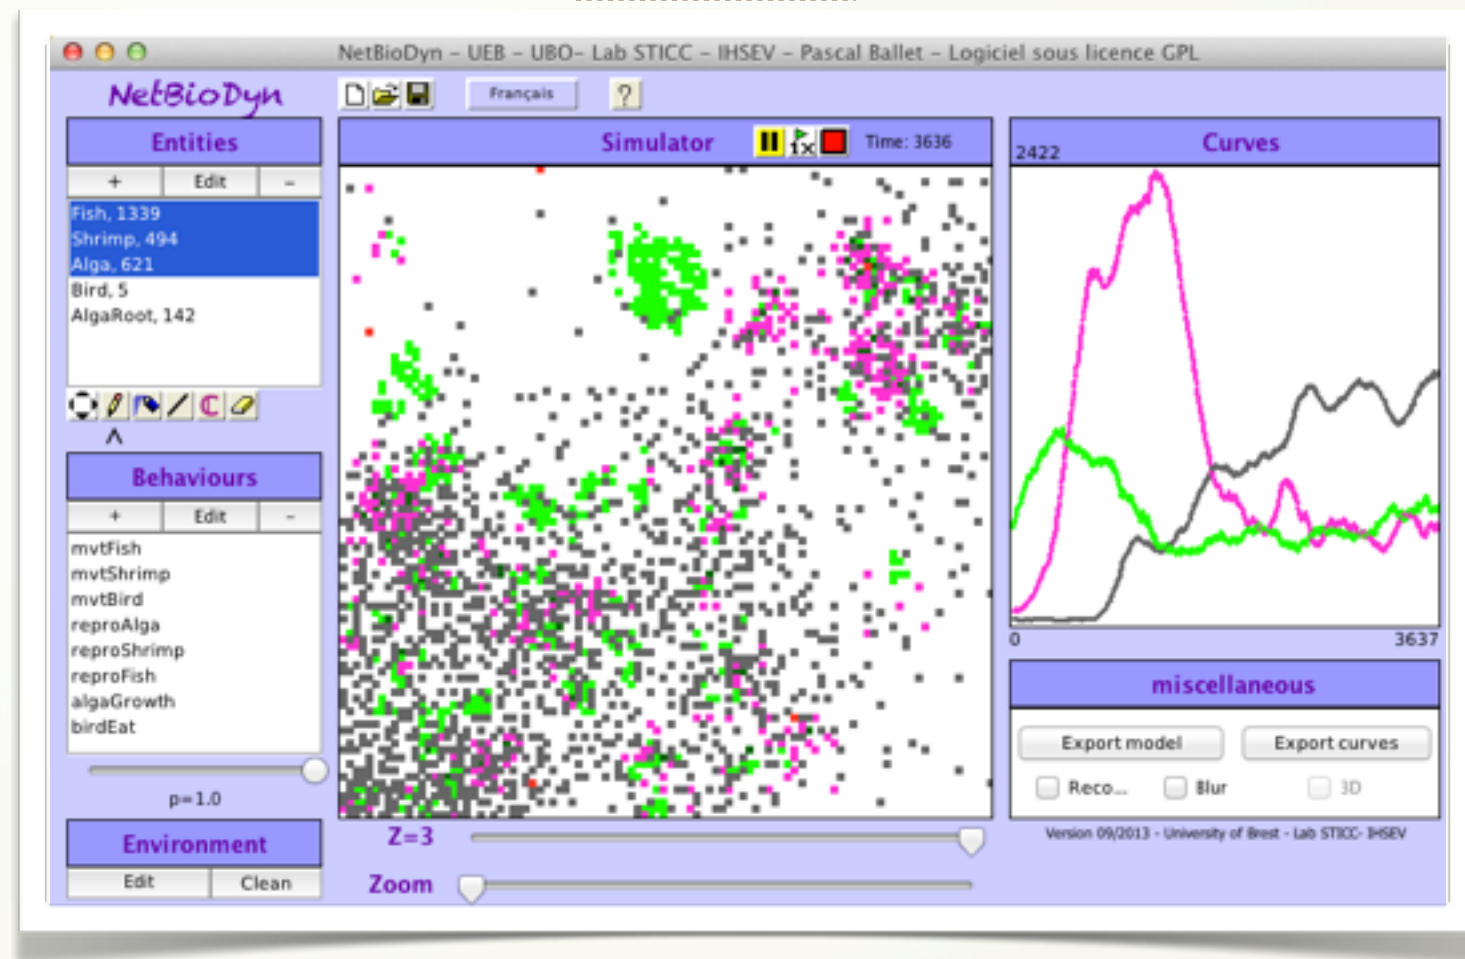 NetBioDyn – UEB – UBO– Lab STICC – IHSEV – Pascal Ballet – Logiciel sous licence GPL
NetBioDyn
Français
?
Entities
+ Edit –
Fish, 1339
Shrimp, 494
Alga, 621
Bird, 5
AlgaRoot, 142
Behaviours
+ Edit –
mvtFish
mvtShrimp
mvtBird
reproAlga
reproShrimp
reproFish
algaGrowth
birdEat
p=1.0
Environment
Edit Clean
Simulator 1x Time: 3636
Z=3
Zoom
2422 Curves
0 3637
miscellaneous
Export model Export curves
Reco... Blur 3D
Version 09/2013 - University of Brest - Lab STICC- IHSEV